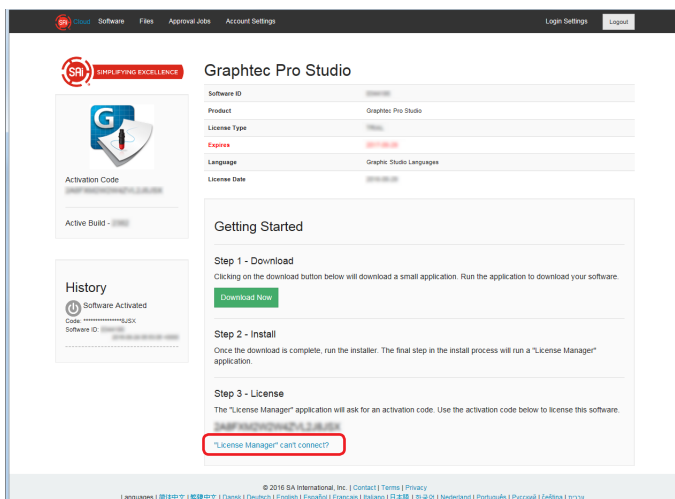 SAi Cloud Software Files Approval Jobs Account Settings Login Settings Logout
SAi SIMPLIFYING EXCELLENCE
Graphtec Pro Studio
Software ID
Product Graphtec Pro Studio
License Type
Expires
Language Graphic Studio Languages
License Date
G
Activation Code
Active Build -
History
Software Activated
Code: ****************8JSX
Software ID:
Getting Started
Step 1 - Download
Clicking on the download button below will download a small application. Run the application to download your software.
Download Now
Step 2 - Install
Once the download is complete, run the installer. The final step in the install process will run a "License Manager"
application.
Step 3 - License
The "License Manager" application will ask for an activation code. Use the activation code below to license this software.
"License Manager" can't connect?
© 2016 SA International, Inc. | Contact | Terms | Privacy
Languages | 简体中文 | 繁體中文 | Dansk | Deutsch | English | Español | Français | Italiano | 日本語 | 한국어 | Nederland | Português | Русский | čeština | עברית